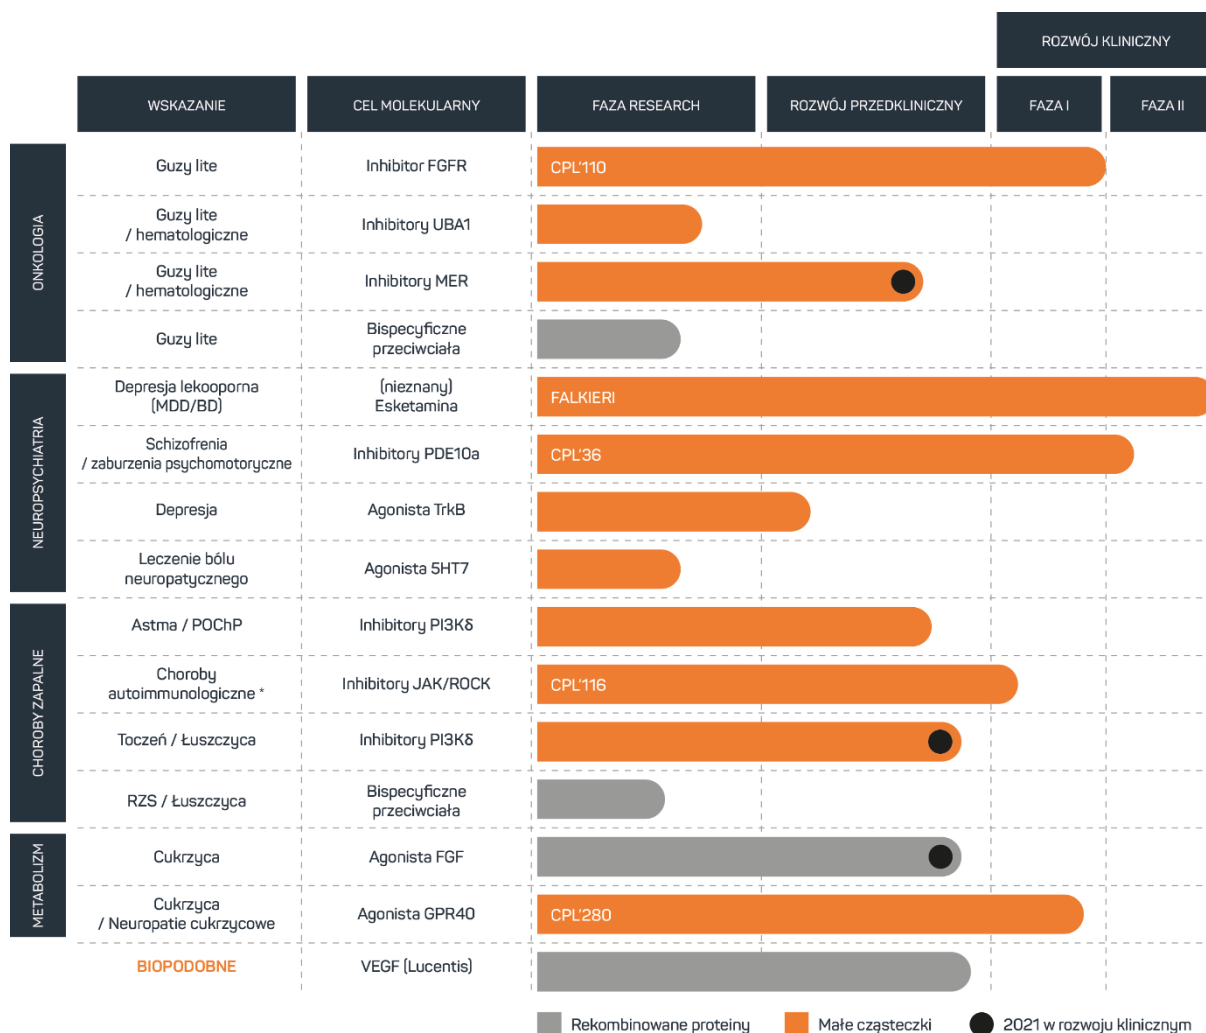 ROZWÓJ KLINICZNY
WSKAZANIE
CEL MOLEKULARNY
FAZA RESEARCH
ROZWÓJ PRZEDKLINICZNY
FAZA I
FAZA II
ONKOLOGIA
Guzy lite
Inhibitor FGFR
CPL'110
Guzy lite
/ hematologiczne
Inhibitory UBA1
Guzy lite
/ hematologiczne
Inhibitory MER
Guzy lite
Bispecyficzne
przeciwciała
NEUROPSYCHIATRIA
Depresja lekooporna
(MDD/BD)
(nieznany)
Esketamina
FALKIERI
Schizofrenia
/ zaburzenia psychomotoryczne
Inhibitory PDE10a
CPL'36
Depresja
Agonista TrkB
Leczenie bólu
neuropatycznego
Agonista 5HT7
CHOROBY ZAPALNE
Astma / POChP
Inhibitory PI3Kδ
Choroby
autoimmunologiczne *
Inhibitory JAK/ROCK
CPL'116
Toczeń / Łuszczyca
Inhibitory PI3Kδ
RZS / Łuszczyca
Bispecyficzne
przeciwciała
METABOLIZM
Cukrzyca
Agonista FGF
Cukrzyca
/ Neuropatie cukrzycowe
Agonista GPR40
CPL'280
BIOPODOBNE
VEGF (Lucentis)
Rekombinowane proteiny
Małe cząsteczki
2021 w rozwoju klinicznym